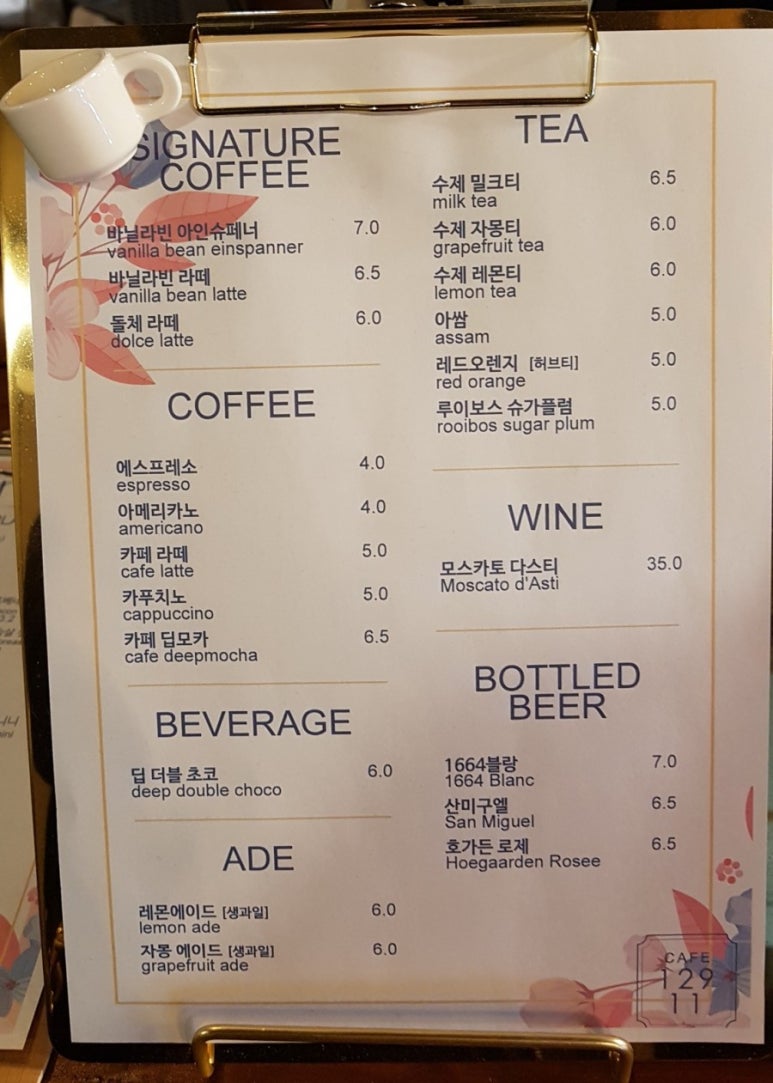 SIGNATURE
COFFEE
바닐라빈 아인슈페너 7.0
vanilla bean einspanner
바닐라빈 라떼 6.5
vanilla bean latte
돌체 라떼 6.0
dolce latte
COFFEE
에스프레소 4.0
espresso
아메리카노 4.0
americano
카페 라떼 5.0
cafe latte
카푸치노 5.0
cappuccino
카페 딥모카 6.5
cafe deepmocha
BEVERAGE
딥 더블 초코 6.0
deep double choco
ADE
레몬에이드 [생과일] 6.0
lemon ade
자몽 에이드 [생과일] 6.0
grapefruit ade
TEA
수제 밀크티 6.5
milk tea
수제 자몽티 6.0
grapefruit tea
수제 레몬티 6.0
lemon tea
아쌈 5.0
assam
레드오렌지 [허브티] 5.0
red orange
루이보스 슈가플럼 5.0
rooibos sugar plum
WINE
모스카토 다스티 35.0
Moscato d'Asti
BOTTLED
BEER
1664블랑 7.0
1664 Blanc
산미구엘 6.5
San Miguel
호가든 로제 6.5
Hoegaarden Rosee
CAFE
129
11